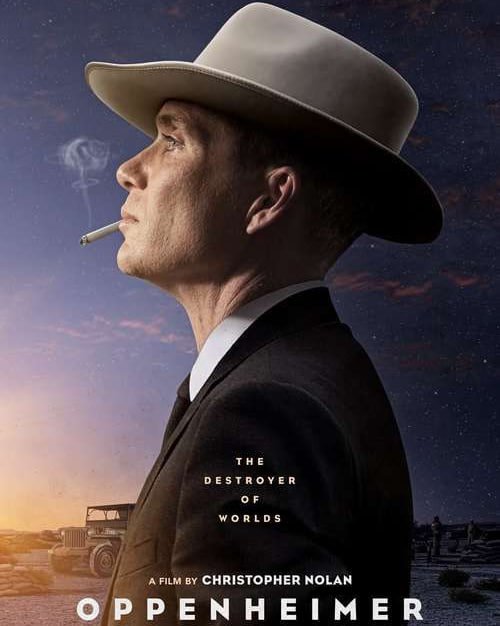 THE
DESTROYER
OF
WORLDS
A FILM BY CHRISTOPHER NOLAN
OPPENHEIMER